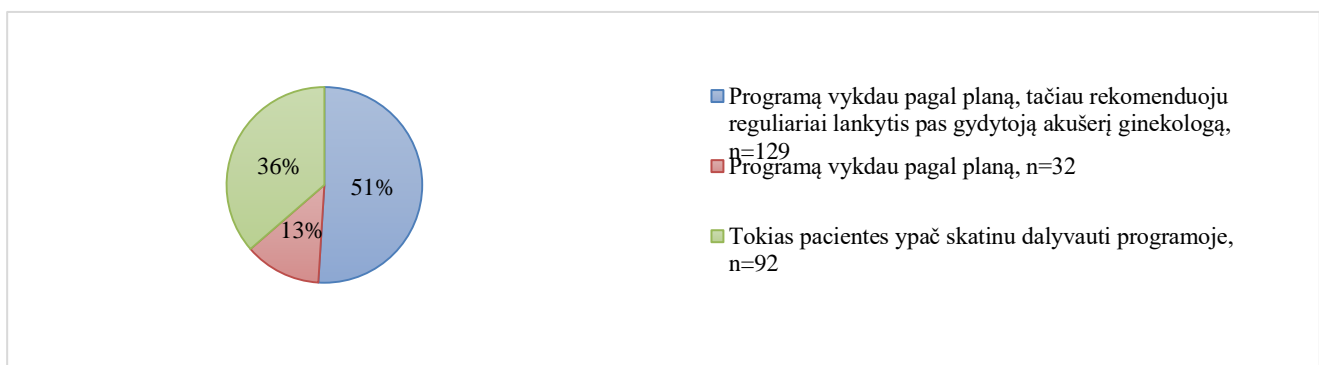 36%
51%
13%
Programą vykdau pagal planą, tačiau rekomenduoju
reguliariai lankytis pas gydytoją akušerį ginekologą,
n=129
Programą vykdau pagal planą, n=32
Tokias pacientes ypač skatinu dalyvauti programoje,
n=92